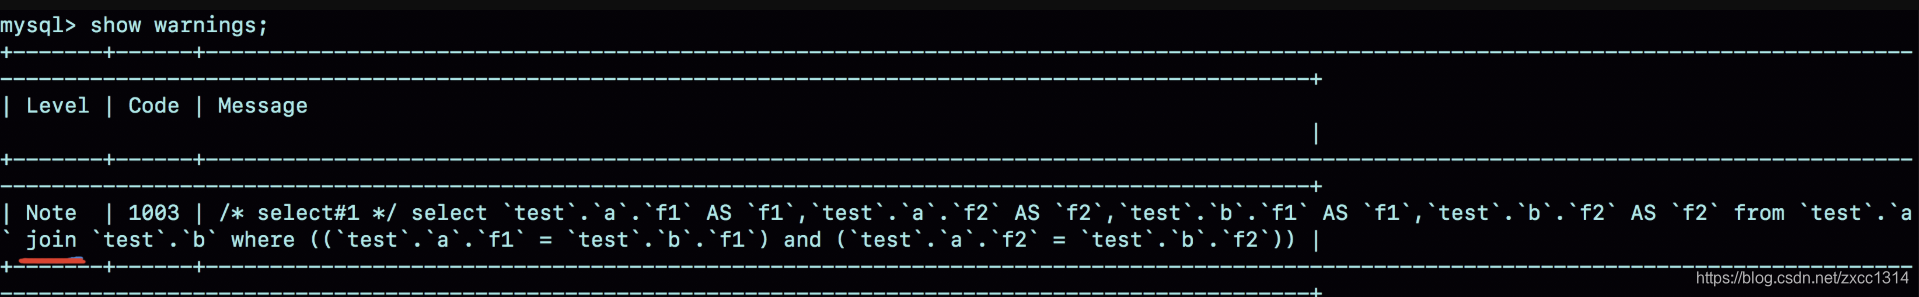 mysql> show warnings;
| Level | Code | Message
|
| Note | 1003 | /* select#1 */ select `test`.`a`.`f1` AS `f1`,`test`.`a`.`f2` AS `f2`,`test`.`b`.`f1` AS `f1`,`test`.`b`.`f2` AS `f2` from `test`.`a
` join `test`.`b` where ((`test`.`a`.`f1` = `test`.`b`.`f1`) and (`test`.`a`.`f2` = `test`.`b`.`f2`)) |
https://blog.csdn.net/zxcc1314